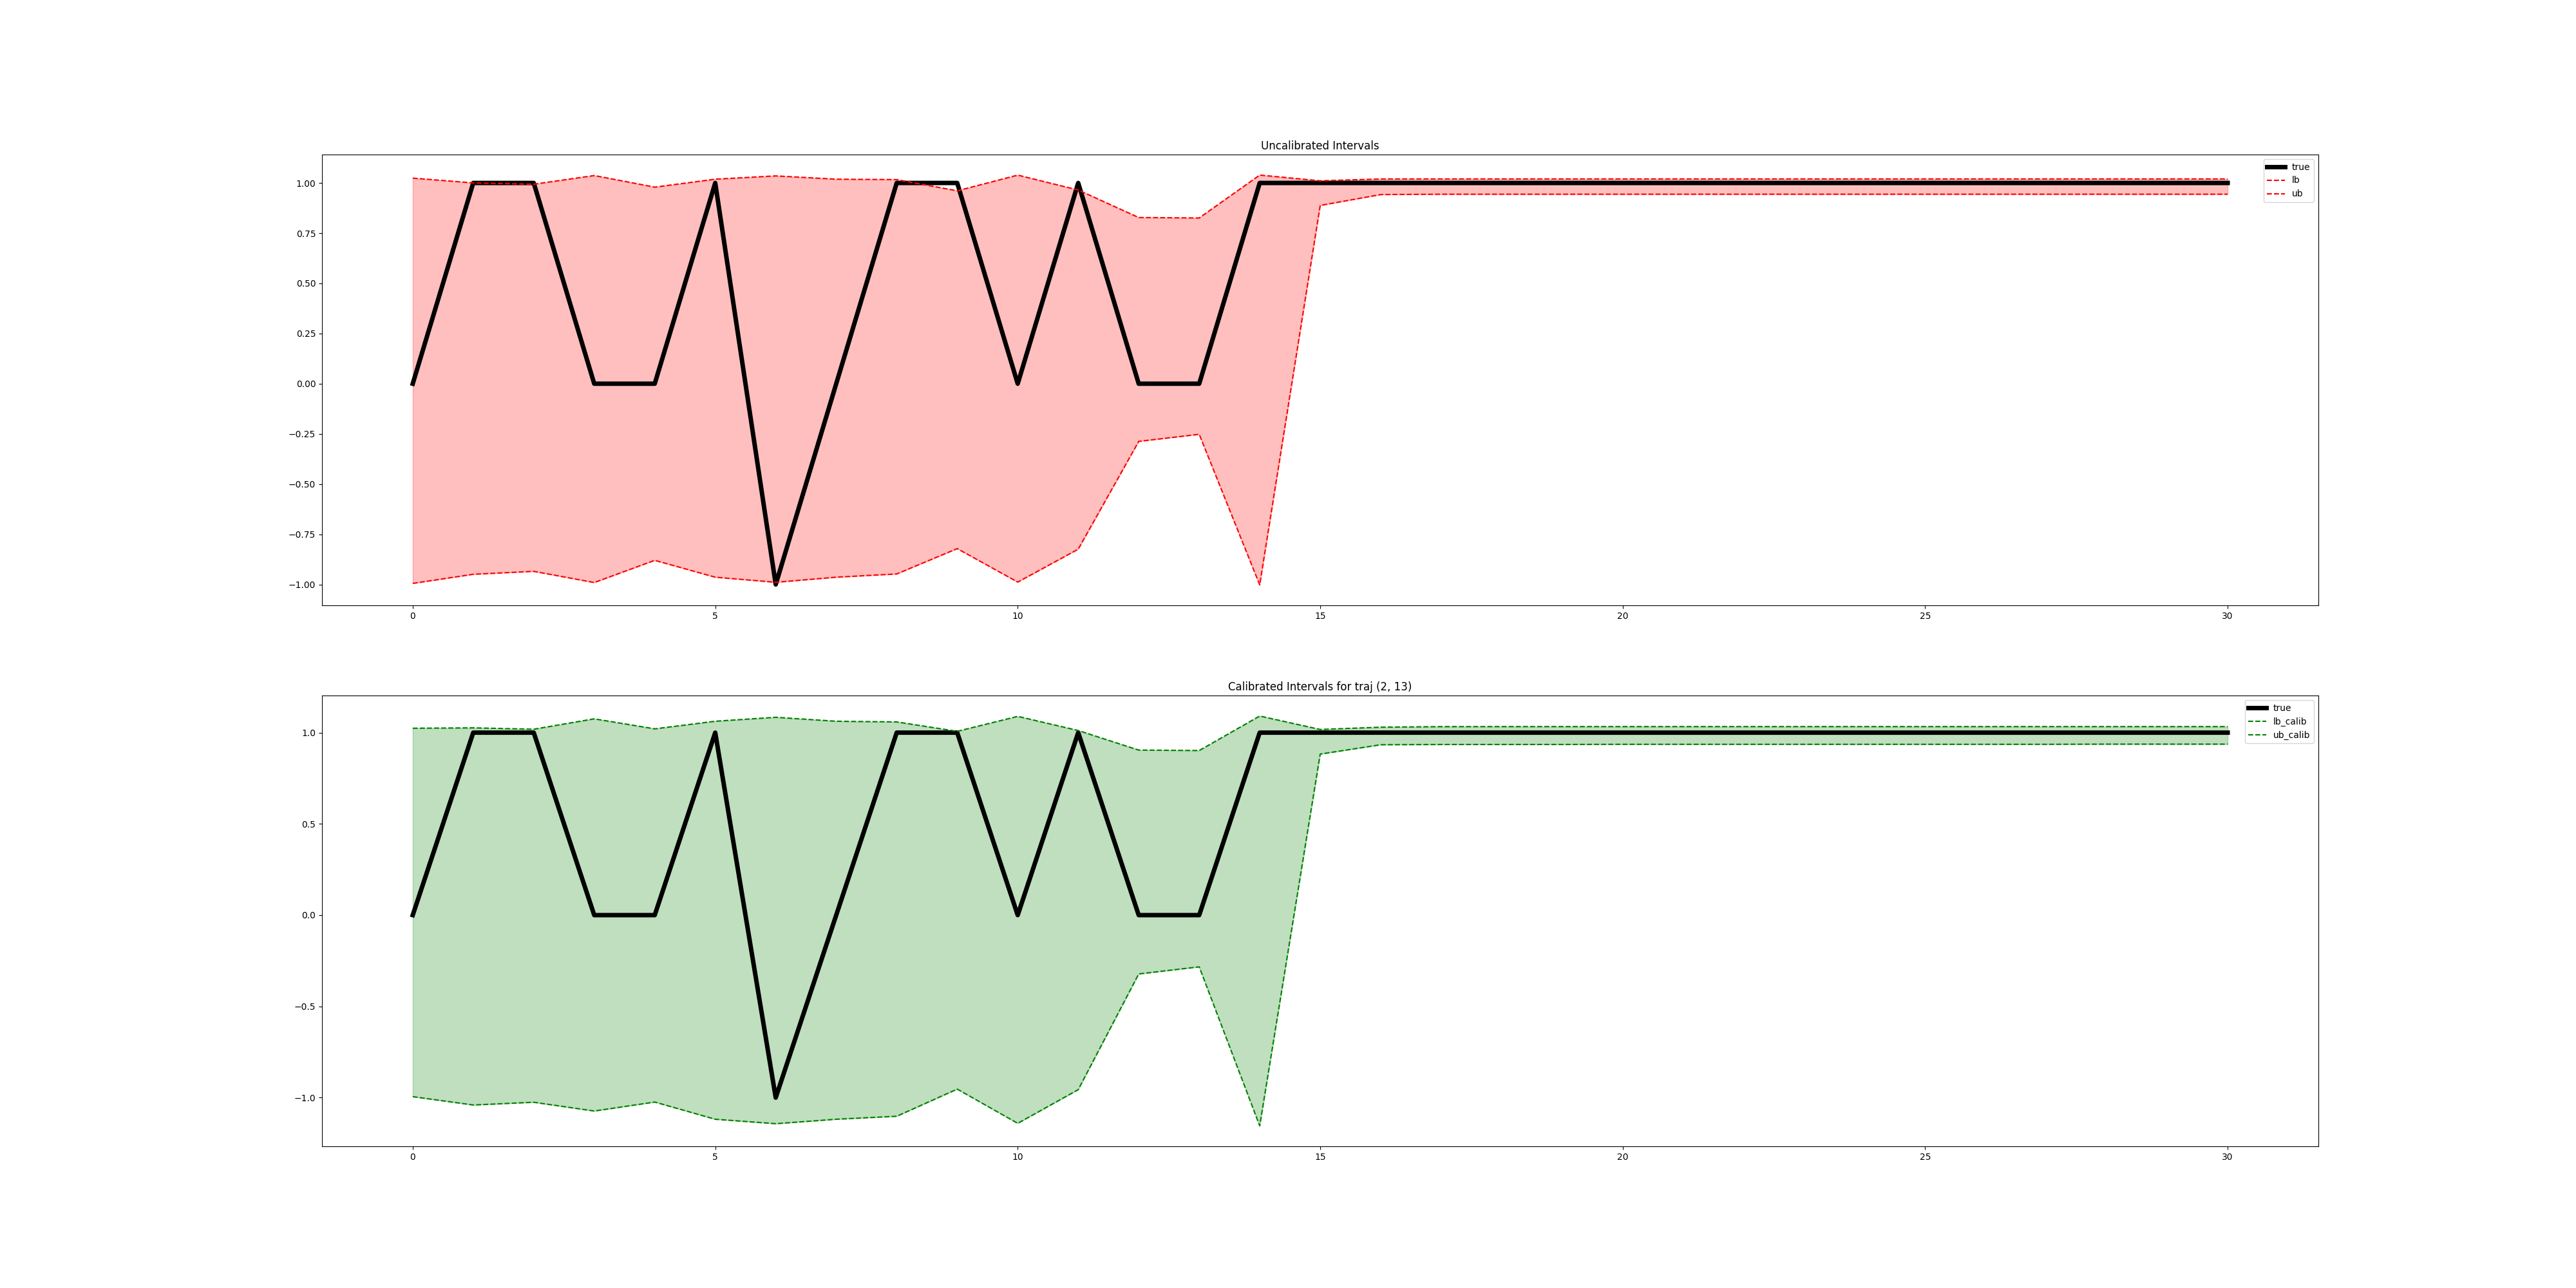 Uncalibrated Intervals
1.00
0.75
0.50
0.25
0.00
−0.25
−0.50
−0.75
−1.00
0 5 10 15 20 25 30
true
lb
ub
Calibrated Intervals for traj (2, 13)
1.0
0.5
0.0
−0.5
−1.0
0 5 10 15 20 25 30
true
lb_calib
ub_calib